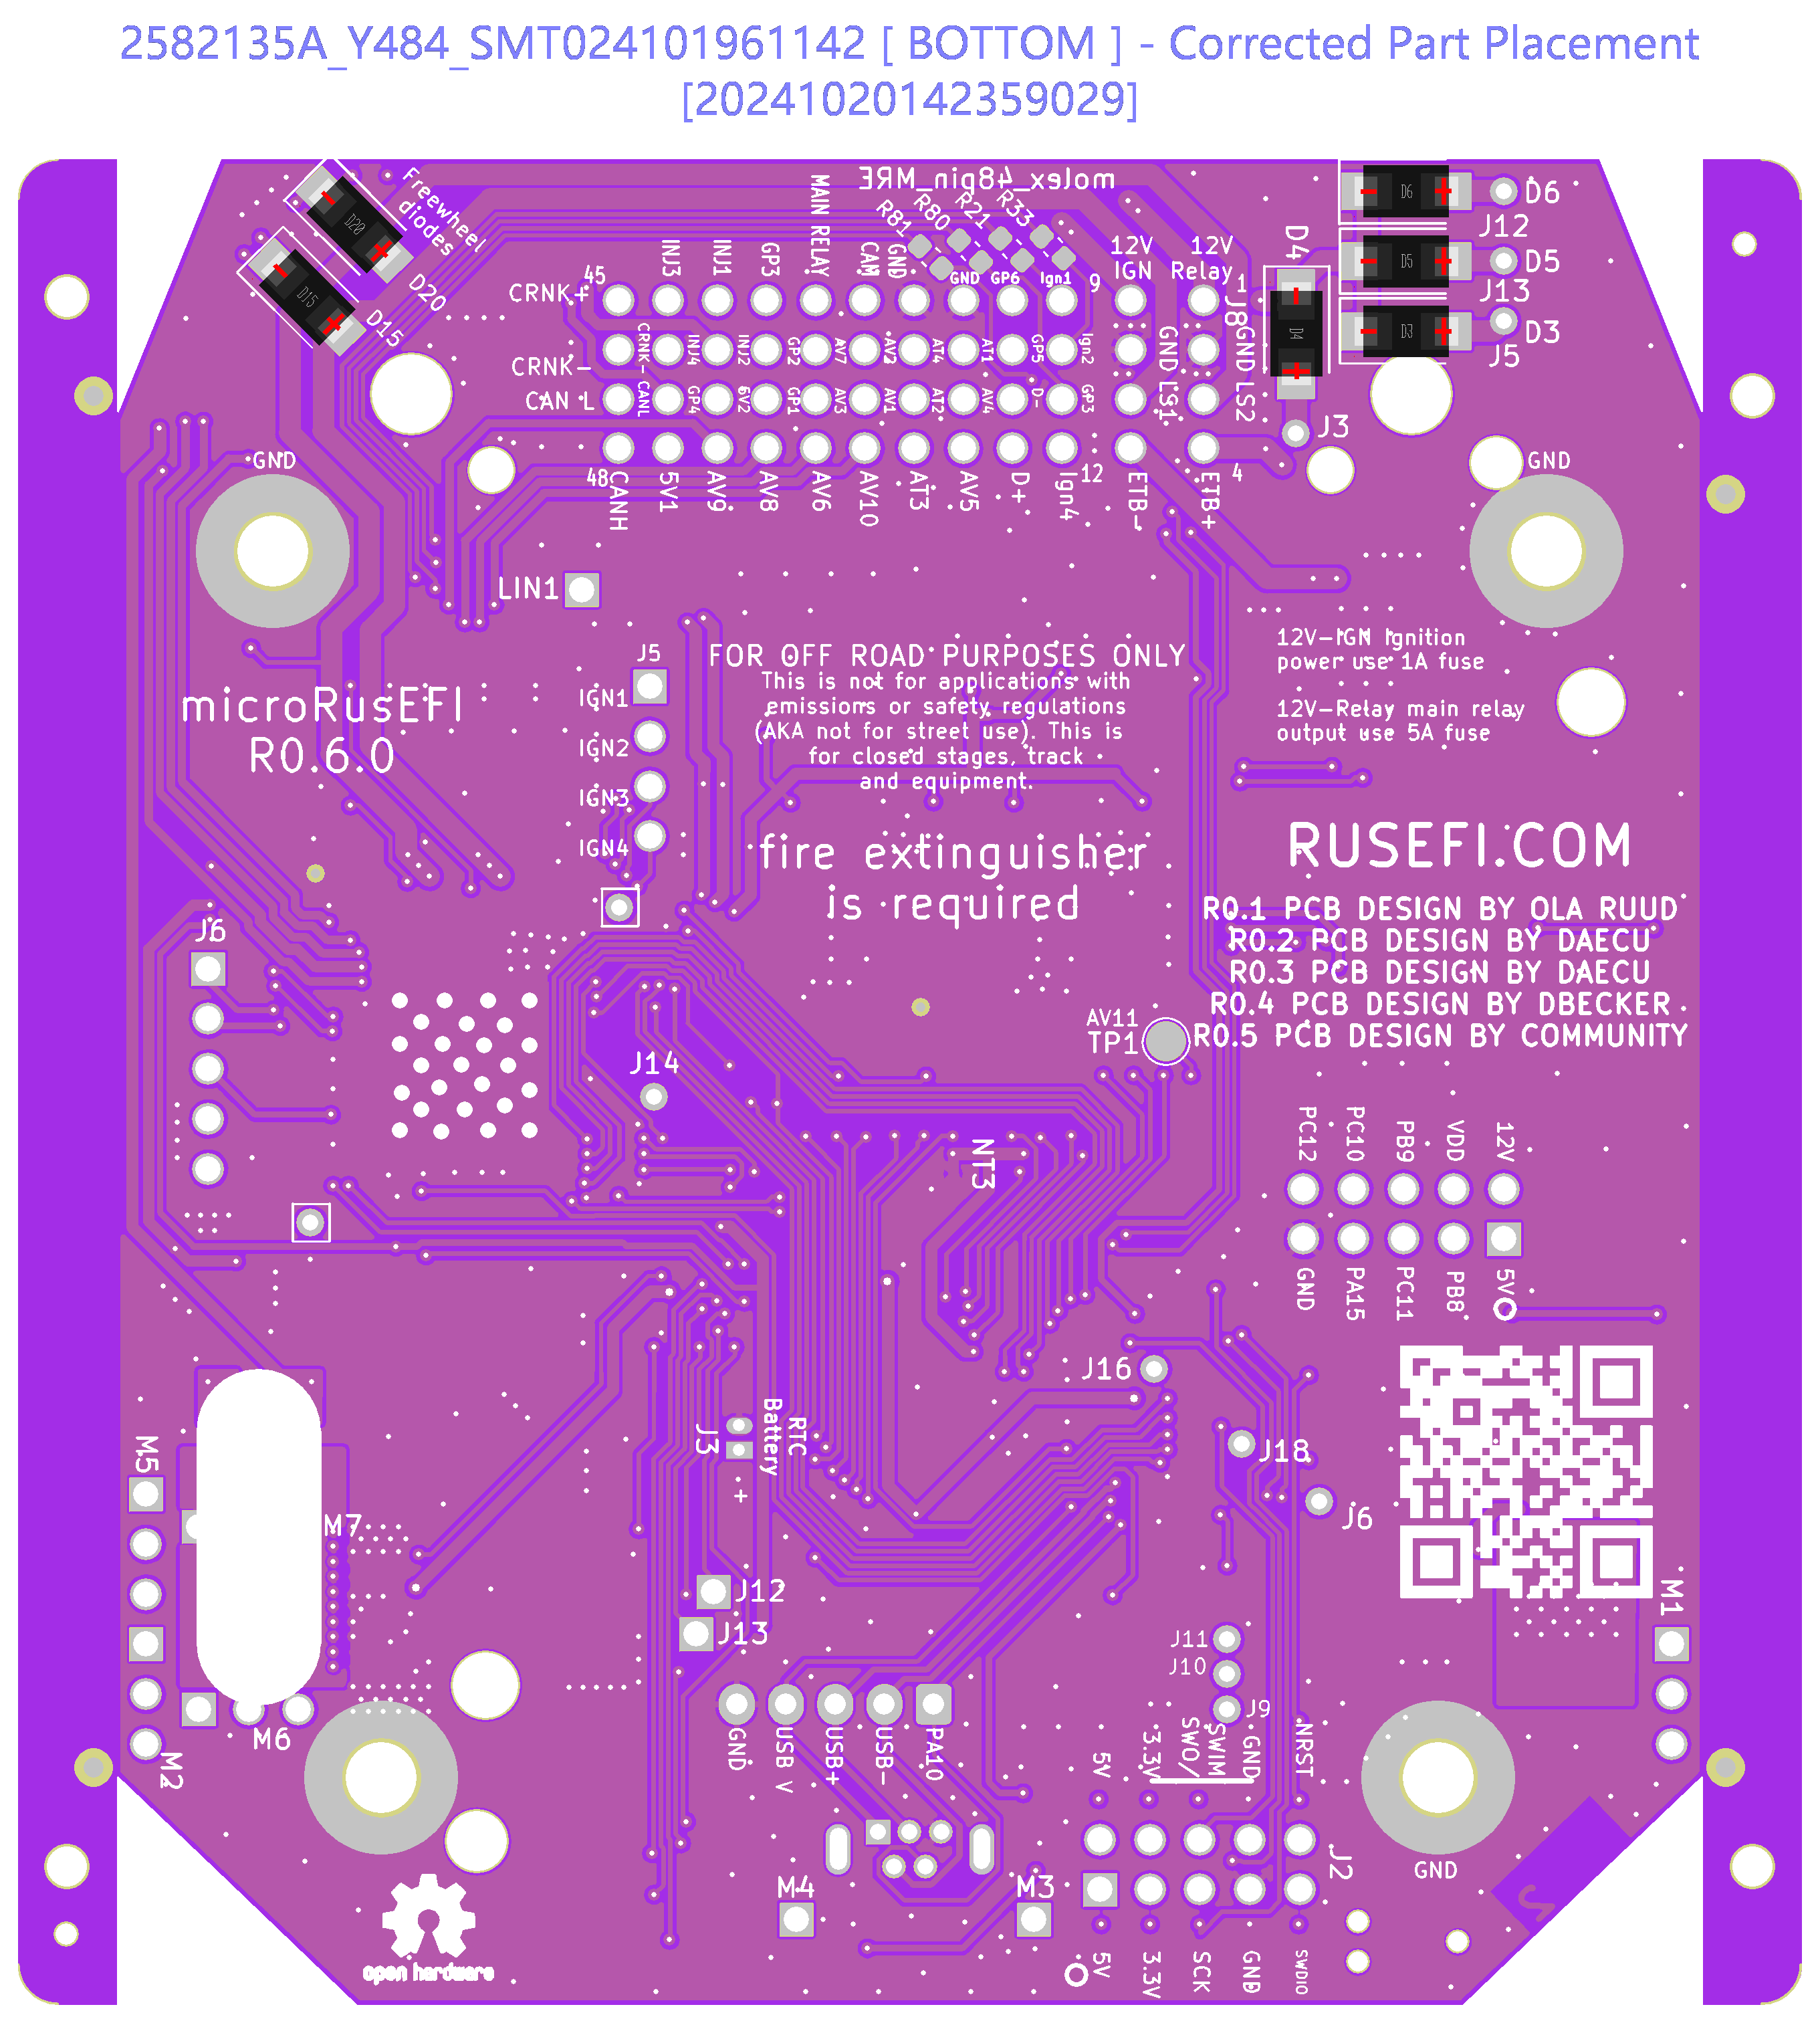 2582135A_Y484_SMT024101961142 [ BOTTOM ] - Corrected Part Placement
[20241020142359029]
molex_48pin_MRE
Freewheel
diodes
D20
D20
D15
D15
MAIN RELAY
R81
R80
R21
R33
D6
D6
J12
D5
D5
J13
D3
D3
J5
D4
D4
J8
J3
45
INJ3
INJ1
GP3
CAM
GND
GND
GP6
Ign1
9
12V
IGN
12V
Relay
1
CRNK+
CRNK-
CRNK-
INJ4
INJ2
GP2
AV7
AV2
AT4
AT1
GP5
Ign2
GND
GND
CAN L
CANL
GP4
5V2
GP1
AV3
AV1
AT2
AV4
D-
GP3
LS1
LS2
48
CANH
5V1
AV9
AV8
AV6
AV10
AT3
AV5
D+
Ign4
12
ETB-
ETB+
4
GND
GND
LIN1
12V-IGN Ignition
power use 1A fuse
12V-Relay main relay
output use 5A fuse
J5
IGN1
IGN2
IGN3
IGN4
FOR OFF ROAD PURPOSES ONLY
This is not for applications with
emissions or safety regulations
(AKA not for street use). This is
for closed stages, track
and equipment.
microRusEFI
R0.6.0
fire extinguisher
is required
RUSEFI.COM
R0.1 PCB DESIGN BY OLA RUUD
R0.2 PCB DESIGN BY DAECU
R0.3 PCB DESIGN BY DAECU
R0.4 PCB DESIGN BY DBECKER
R0.5 PCB DESIGN BY COMMUNITY
J6
AV11
TP1
J14
NT3
PC12
PC10
PB9
VDD
12V
GND
PA15
PC11
PB8
5V
J16
J3
RTC
Battery
+
J18
J6
M5
M7
J12
J13
M1
J11
J10
J9
M6
M2
GND
USB V
USB+
USB-
PA10
5V
3.3V
SWO/
SWIM
GND
NRST
J2
GND
M4
M3
open hardware
5V
3.3V
SCK
GND
SWDIO